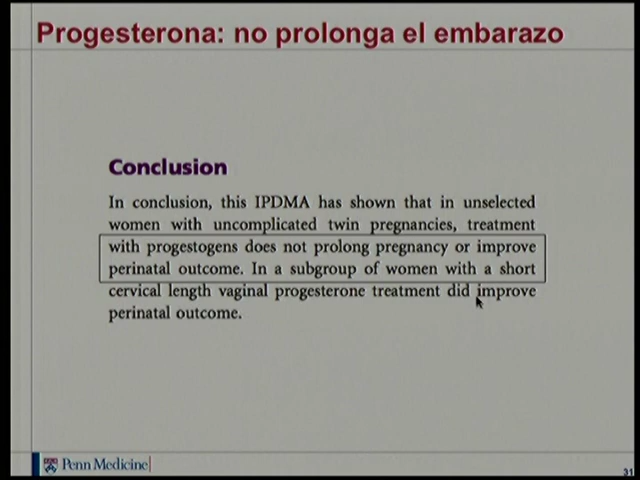 Progesterona: no prolonga el embarazo
Conclusion
In conclusion, this IPDMA has shown that in unselected
women with uncomplicated twin pregnancies, treatment
with progestogens does not prolong pregnancy or improve
perinatal outcome. In a subgroup of women with a short
cervical length vaginal progesterone treatment did improve
perinatal outcome.
Penn Medicine
31